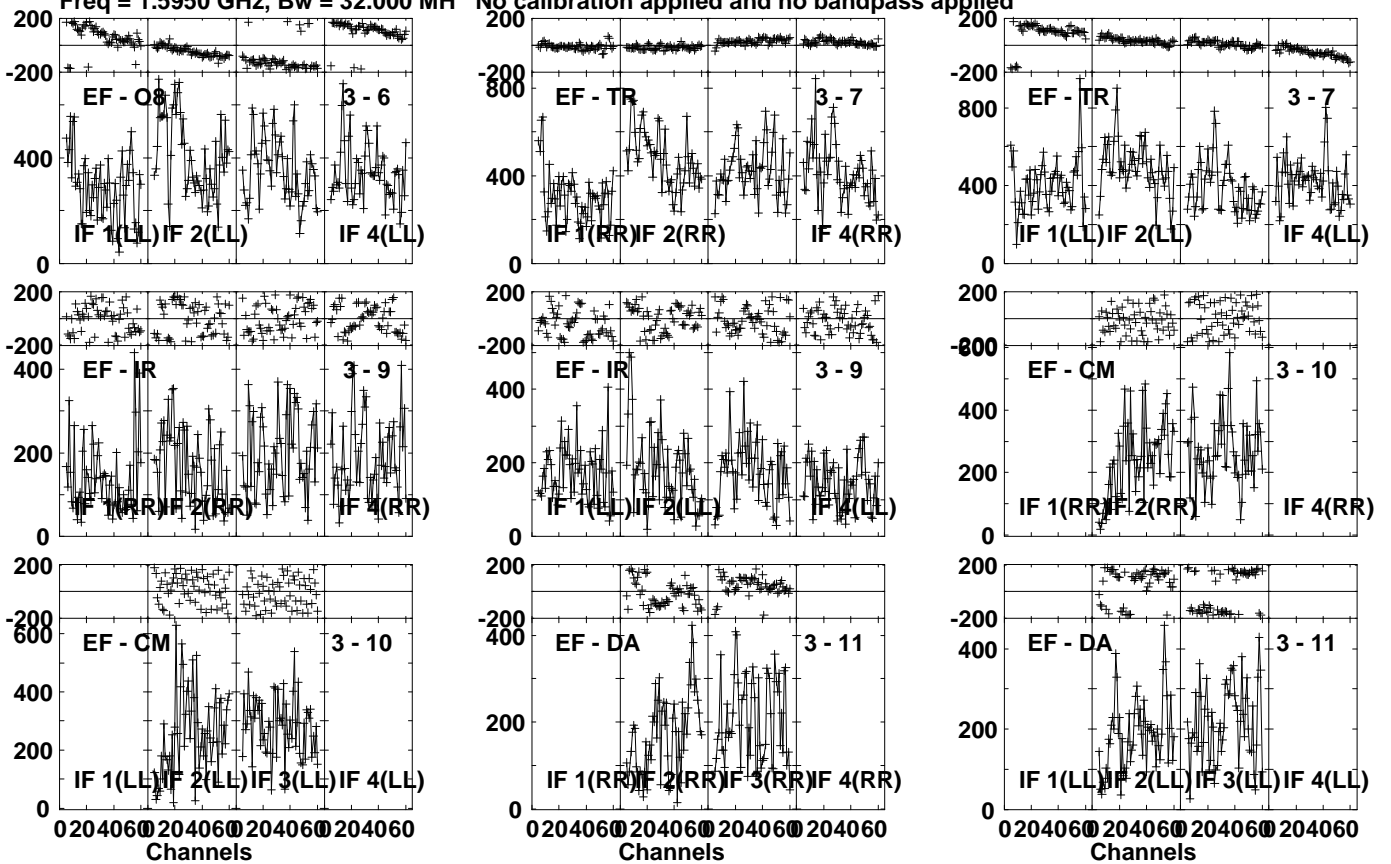 Freq = 1.5950 GHz, Bw = 32.000 MH No calibration applied and no bandpass applied
200
-200
EF - O8
3 - 6
400
0
IF 1(LL)
IF 2(LL)
IF 4(LL)
200
-200
800
EF - TR
3 - 7
400
0
IF 1(RR)
IF 2(RR)
IF 4(RR)
200
-200
800
EF - TR
3 - 7
400
0
IF 1(LL)
IF 2(LL)
IF 4(LL)
200
-200
400
EF - IR
3 - 9
200
0
IF 1(RR)
IF 2(RR)
IF 4(RR)
200
-200
400
EF - IR
3 - 9
200
0
IF 1(LL)
IF 2(LL)
IF 4(LL)
200
-200
600
EF - CM
3 - 10
400
200
0
IF 1(RR)
IF 2(RR)
IF 4(RR)
200
-200
600
EF - CM
3 - 10
400
200
0
IF 1(LL)
IF 2(LL)
IF 3(LL)
IF 4(LL)
0 20 40 60 0 20 40 60 0 20 40 60 0 20 40 60
Channels
200
-200
400
EF - DA
3 - 11
200
0
IF 1(RR)
IF 2(RR)
IF 3(RR)
IF 4(RR)
0 20 40 60 0 20 40 60 0 20 40 60 0 20 40 60
Channels
200
-200
400
EF - DA
3 - 11
200
0
IF 1(LL)
IF 2(LL)
IF 3(LL)
IF 4(LL)
0 20 40 60 0 20 40 60 0 20 40 60 0 20 40 60
Channels